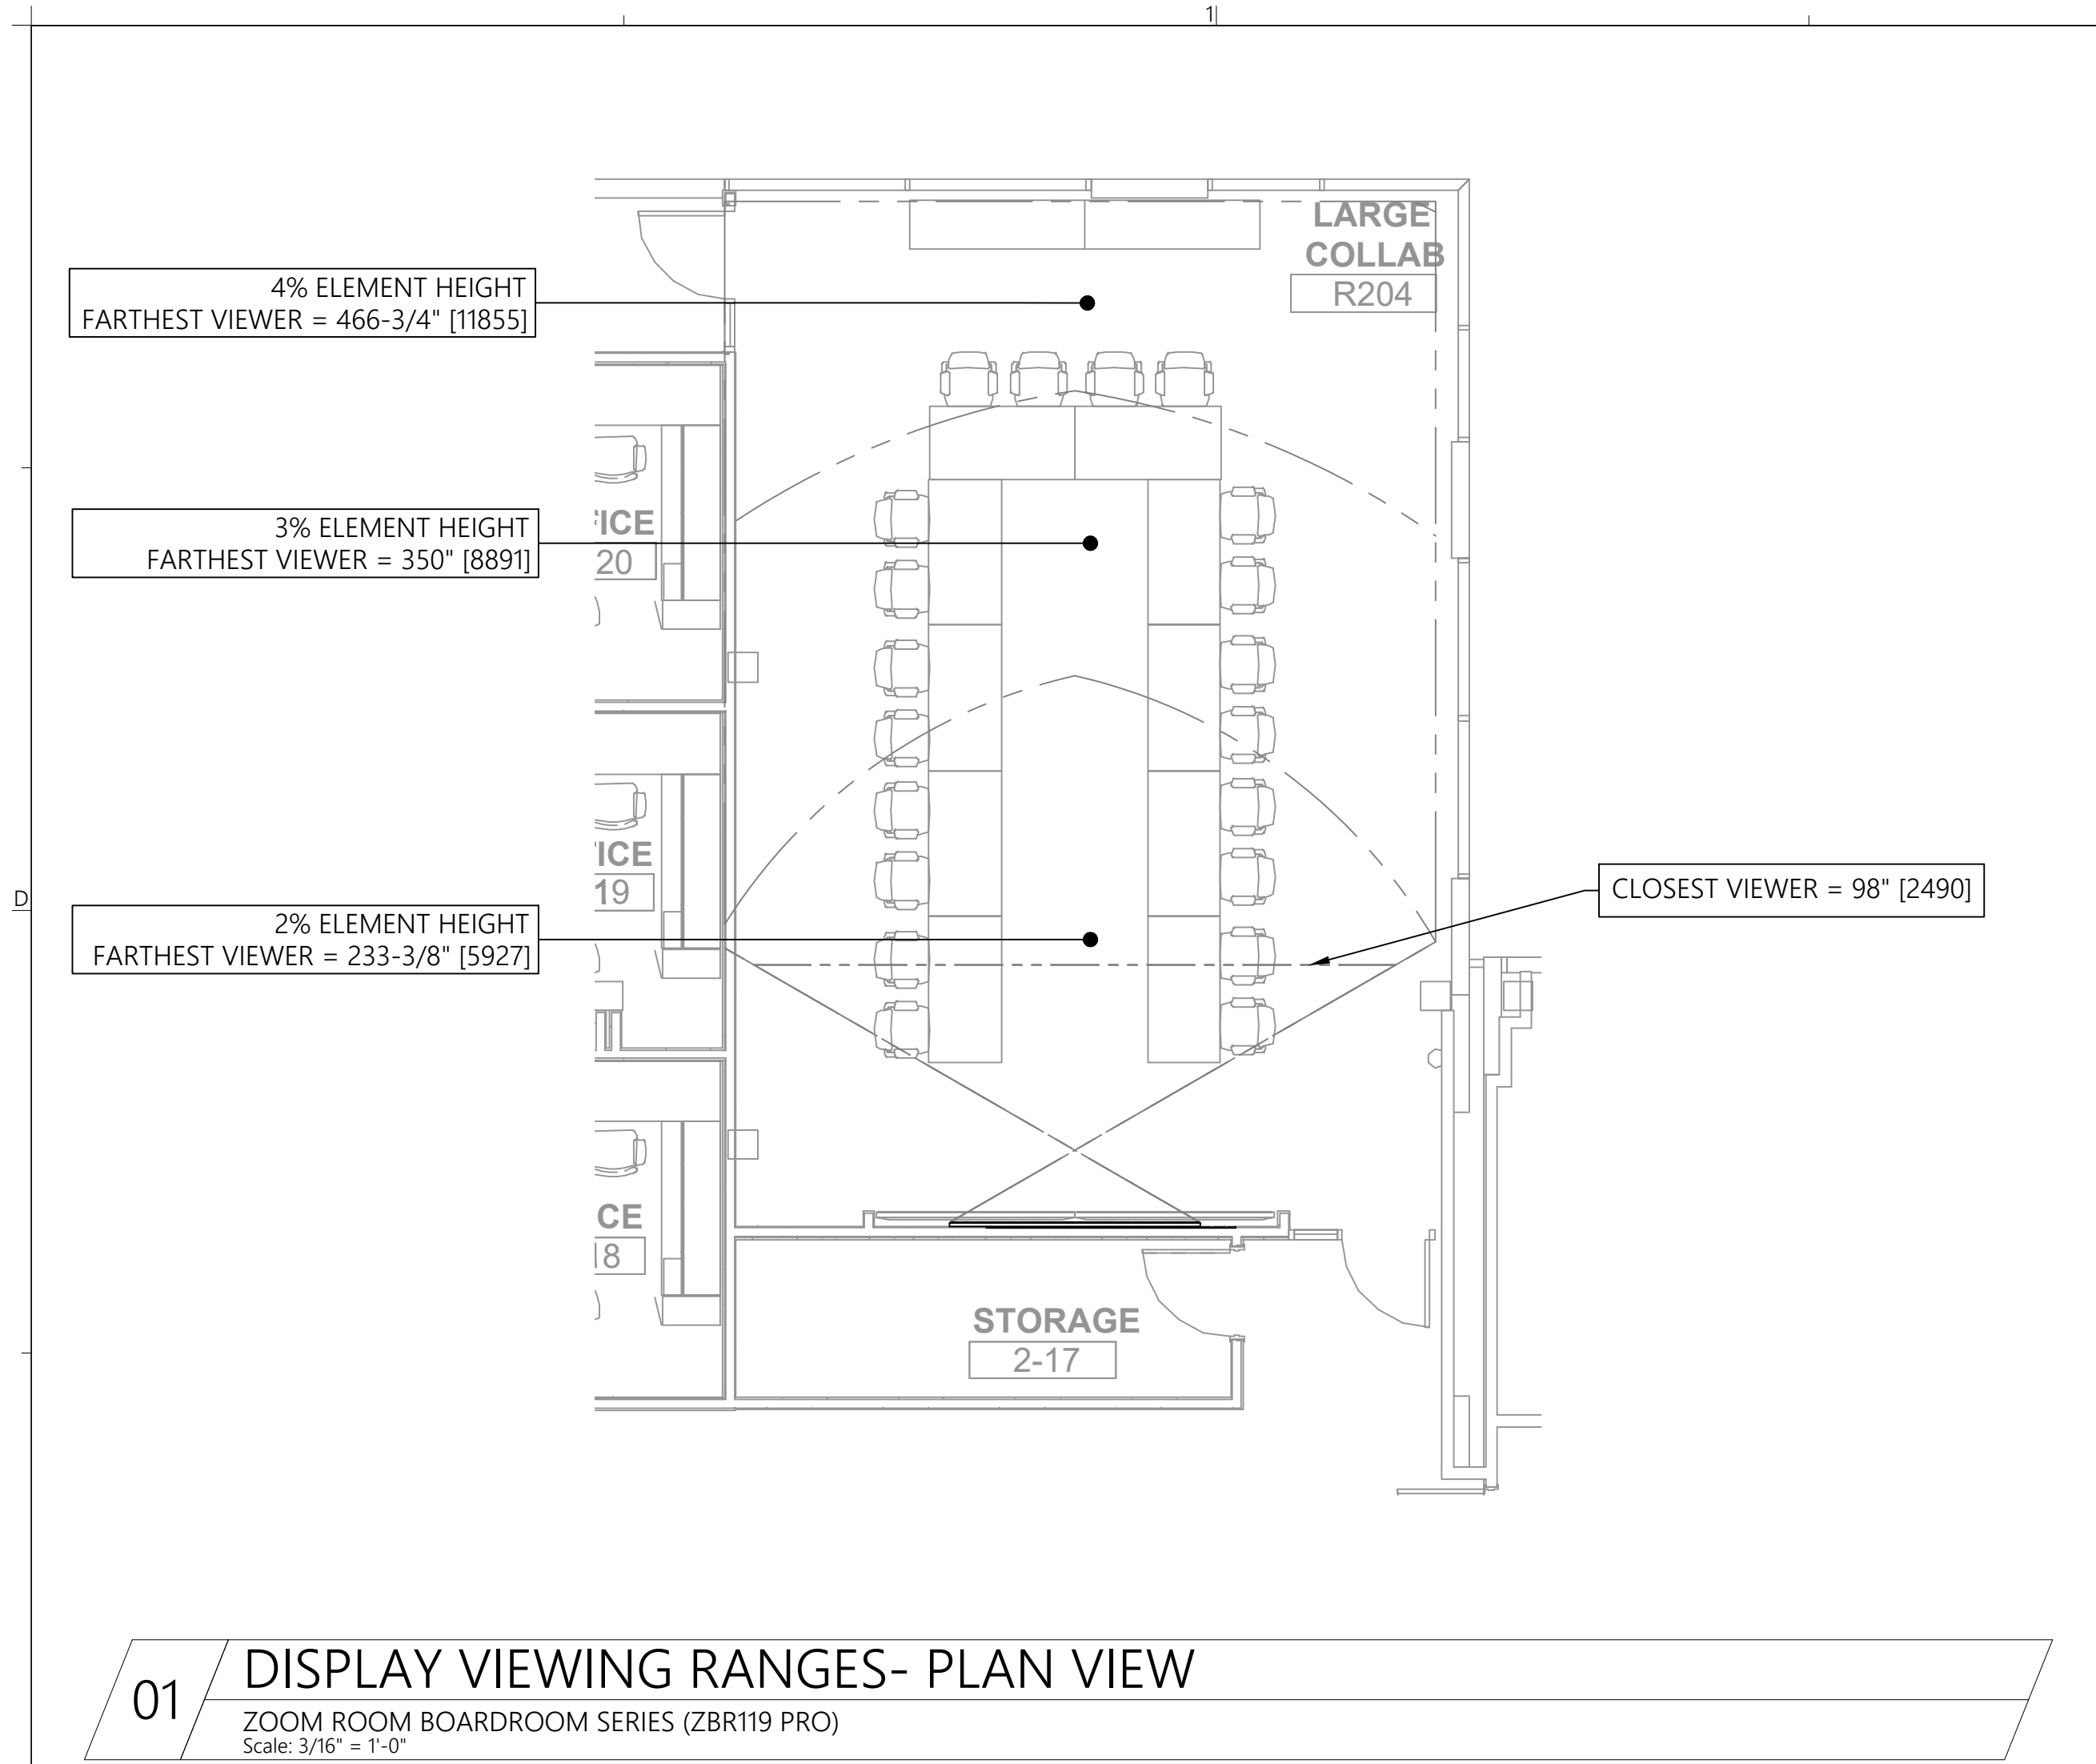 1
LARGE
COLLAB
R204
4% ELEMENT HEIGHT
FARTHEST VIEWER = 466-3/4" [11855]
3% ELEMENT HEIGHT
FARTHEST VIEWER = 350" [8891]
ICE
20
ICE
19
D
CLOSEST VIEWER = 98" [2490]
2% ELEMENT HEIGHT
FARTHEST VIEWER = 233-3/8" [5927]
CE
18
STORAGE
2-17
01
DISPLAY VIEWING RANGES- PLAN VIEW
ZOOM ROOM BOARDROOM SERIES (ZBR119 PRO)
Scale: 3/16" = 1'-0"